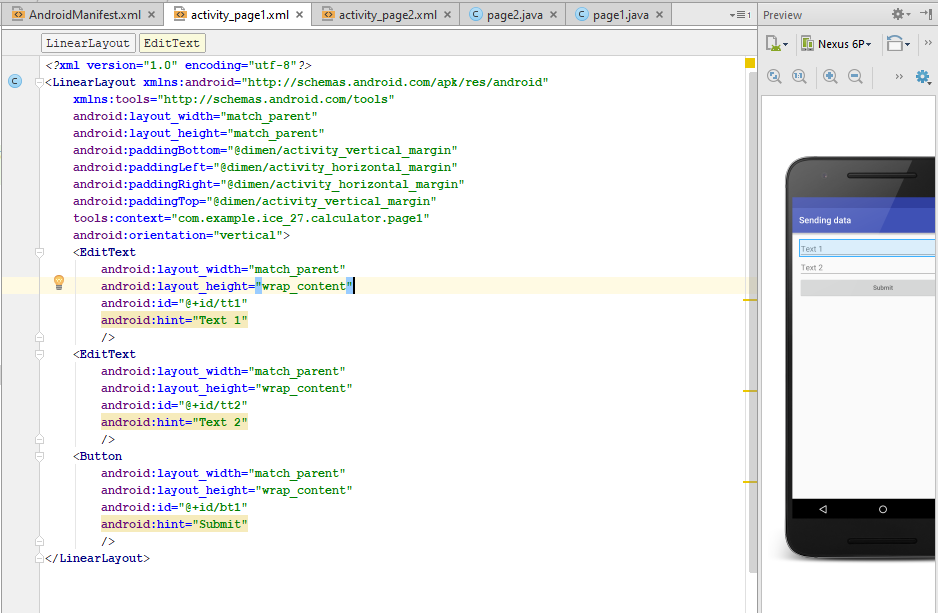 AndroidManifest.xml activity_page1.xml activity_page2.xml page2.java page1.java
LinearLayout EditText
<?xml version="1.0" encoding="utf-8"?>
<LinearLayout xmlns:android="http://schemas.android.com/apk/res/android"
xmlns:tools="http://schemas.android.com/tools"
android:layout_width="match_parent"
android:layout_height="match_parent"
android:paddingBottom="@dimen/activity_vertical_margin"
android:paddingLeft="@dimen/activity_horizontal_margin"
android:paddingRight="@dimen/activity_horizontal_margin"
android:paddingTop="@dimen/activity_vertical_margin"
tools:context="com.example.ice_27.calculator.page1"
android:orientation="vertical">
<EditText
android:layout_width="match_parent"
android:layout_height="wrap_content"
android:id="@+id/tt1"
android:hint="Text 1"
/>
<EditText
android:layout_width="match_parent"
android:layout_height="wrap_content"
android:id="@+id/tt2"
android:hint="Text 2"
/>
<Button
android:layout_width="match_parent"
android:layout_height="wrap_content"
android:id="@+id/bt1"
android:hint="Submit"
/>
</LinearLayout>
Preview
Nexus 6P
Sending data
Text 1
Text 2
Submit